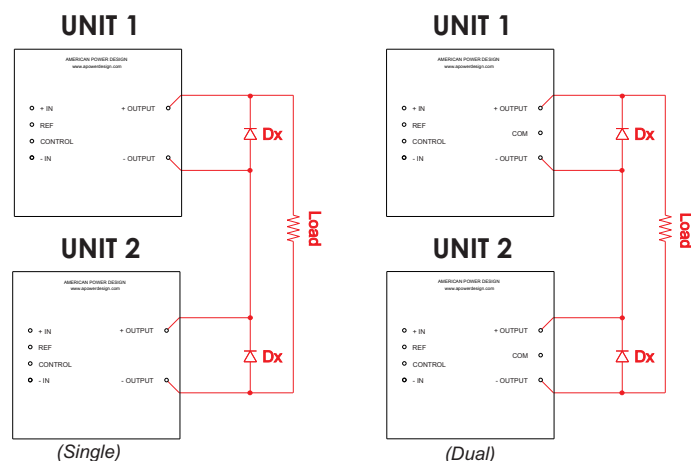 UNIT 1
AMERICAN POWER DESIGN
www.apowerdesign.com
+ IN
REF
CONTROL
- IN
+ OUTPUT
- OUTPUT
Dx
Load
UNIT 2
AMERICAN POWER DESIGN
www.apowerdesign.com
+ IN
REF
CONTROL
- IN
+ OUTPUT
- OUTPUT
Dx
(Single)
UNIT 1
AMERICAN POWER DESIGN
www.apowerdesign.com
+ IN
REF
CONTROL
- IN
+ OUTPUT
COM
- OUTPUT
Dx
Load
UNIT 2
AMERICAN POWER DESIGN
www.apowerdesign.com
+ IN
REF
CONTROL
- IN
+ OUTPUT
COM
- OUTPUT
Dx
(Dual)